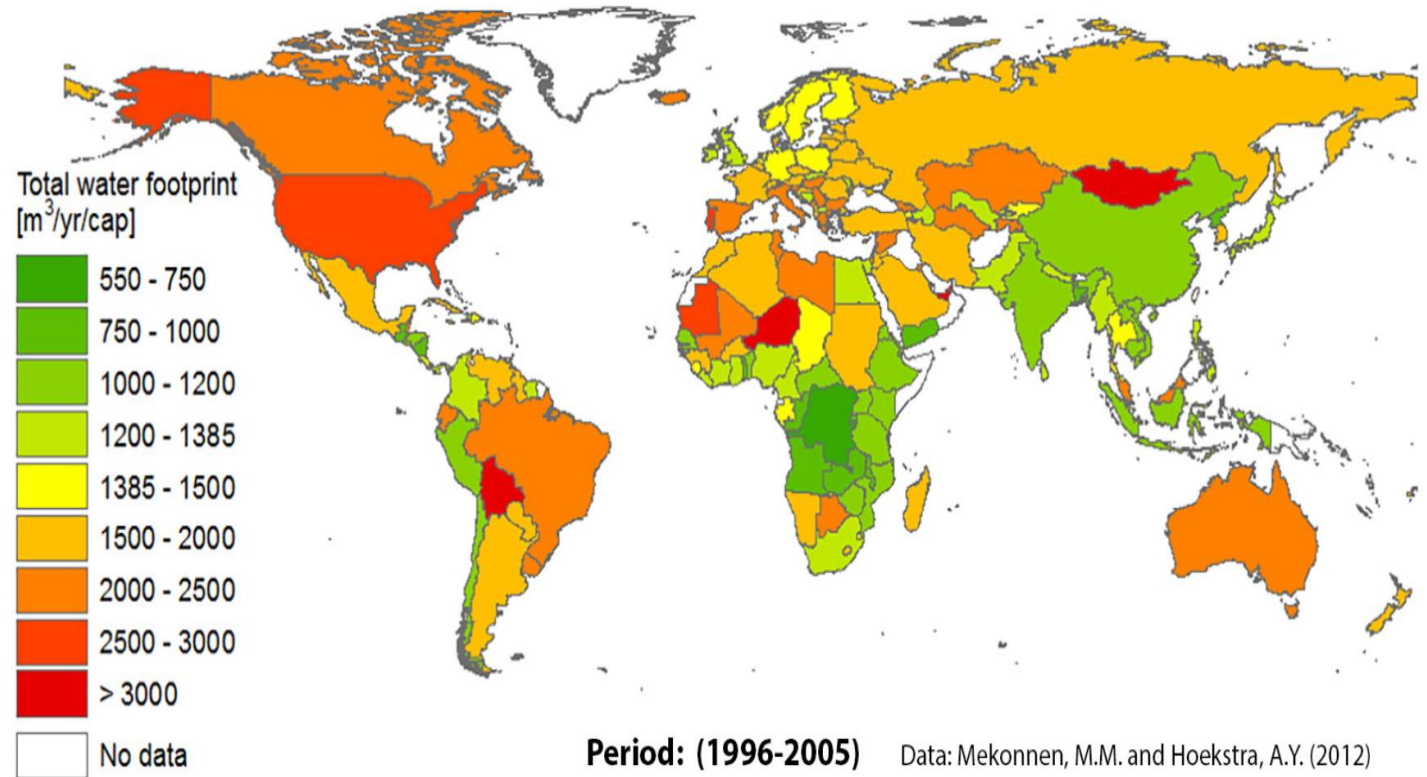 Total water footprint
[m³/yr/cap]
550 - 750
750 - 1000
1000 - 1200
1200 - 1385
1385 - 1500
1500 - 2000
2000 - 2500
2500 - 3000
> 3000
No data
Period: (1996-2005) Data: Mekonnen, M.M. and Hoekstra, A.Y. (2012)